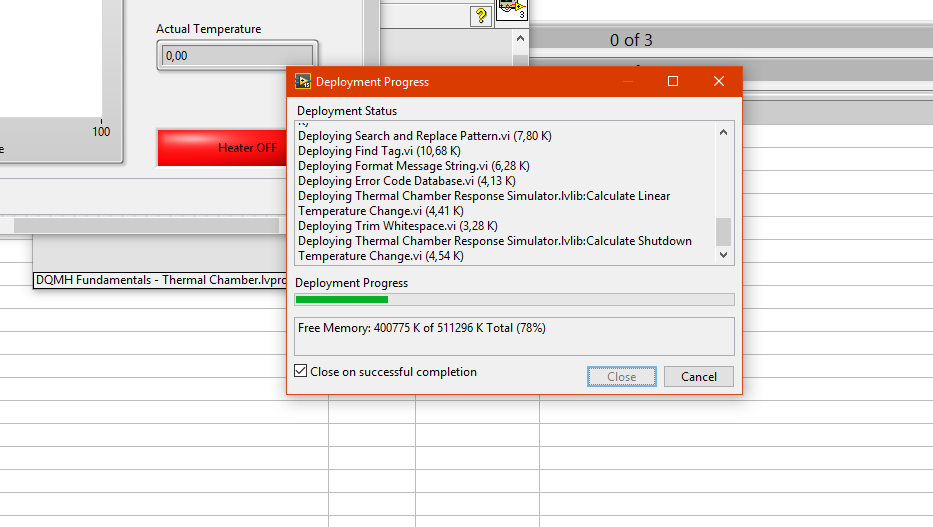 Actual Temperature
0,00
100
Heater OFF
?
3
0 of 3
DQMH Fundamentals - Thermal Chamber.lvpro
Deployment Progress
Deployment Status
K)
Deploying Search and Replace Pattern.vi (7,80 K)
Deploying Find Tag.vi (10,68 K)
Deploying Format Message String.vi (6,28 K)
Deploying Error Code Database.vi (4,13 K)
Deploying Thermal Chamber Response Simulator.lvlib:Calculate Linear
Temperature Change.vi (4,41 K)
Deploying Trim Whitespace.vi (3,28 K)
Deploying Thermal Chamber Response Simulator.lvlib:Calculate Shutdown
Temperature Change.vi (4,54 K)
Deployment Progress
Free Memory: 400775 K of 511296 K Total (78%)
Close on successful completion
Close
Cancel